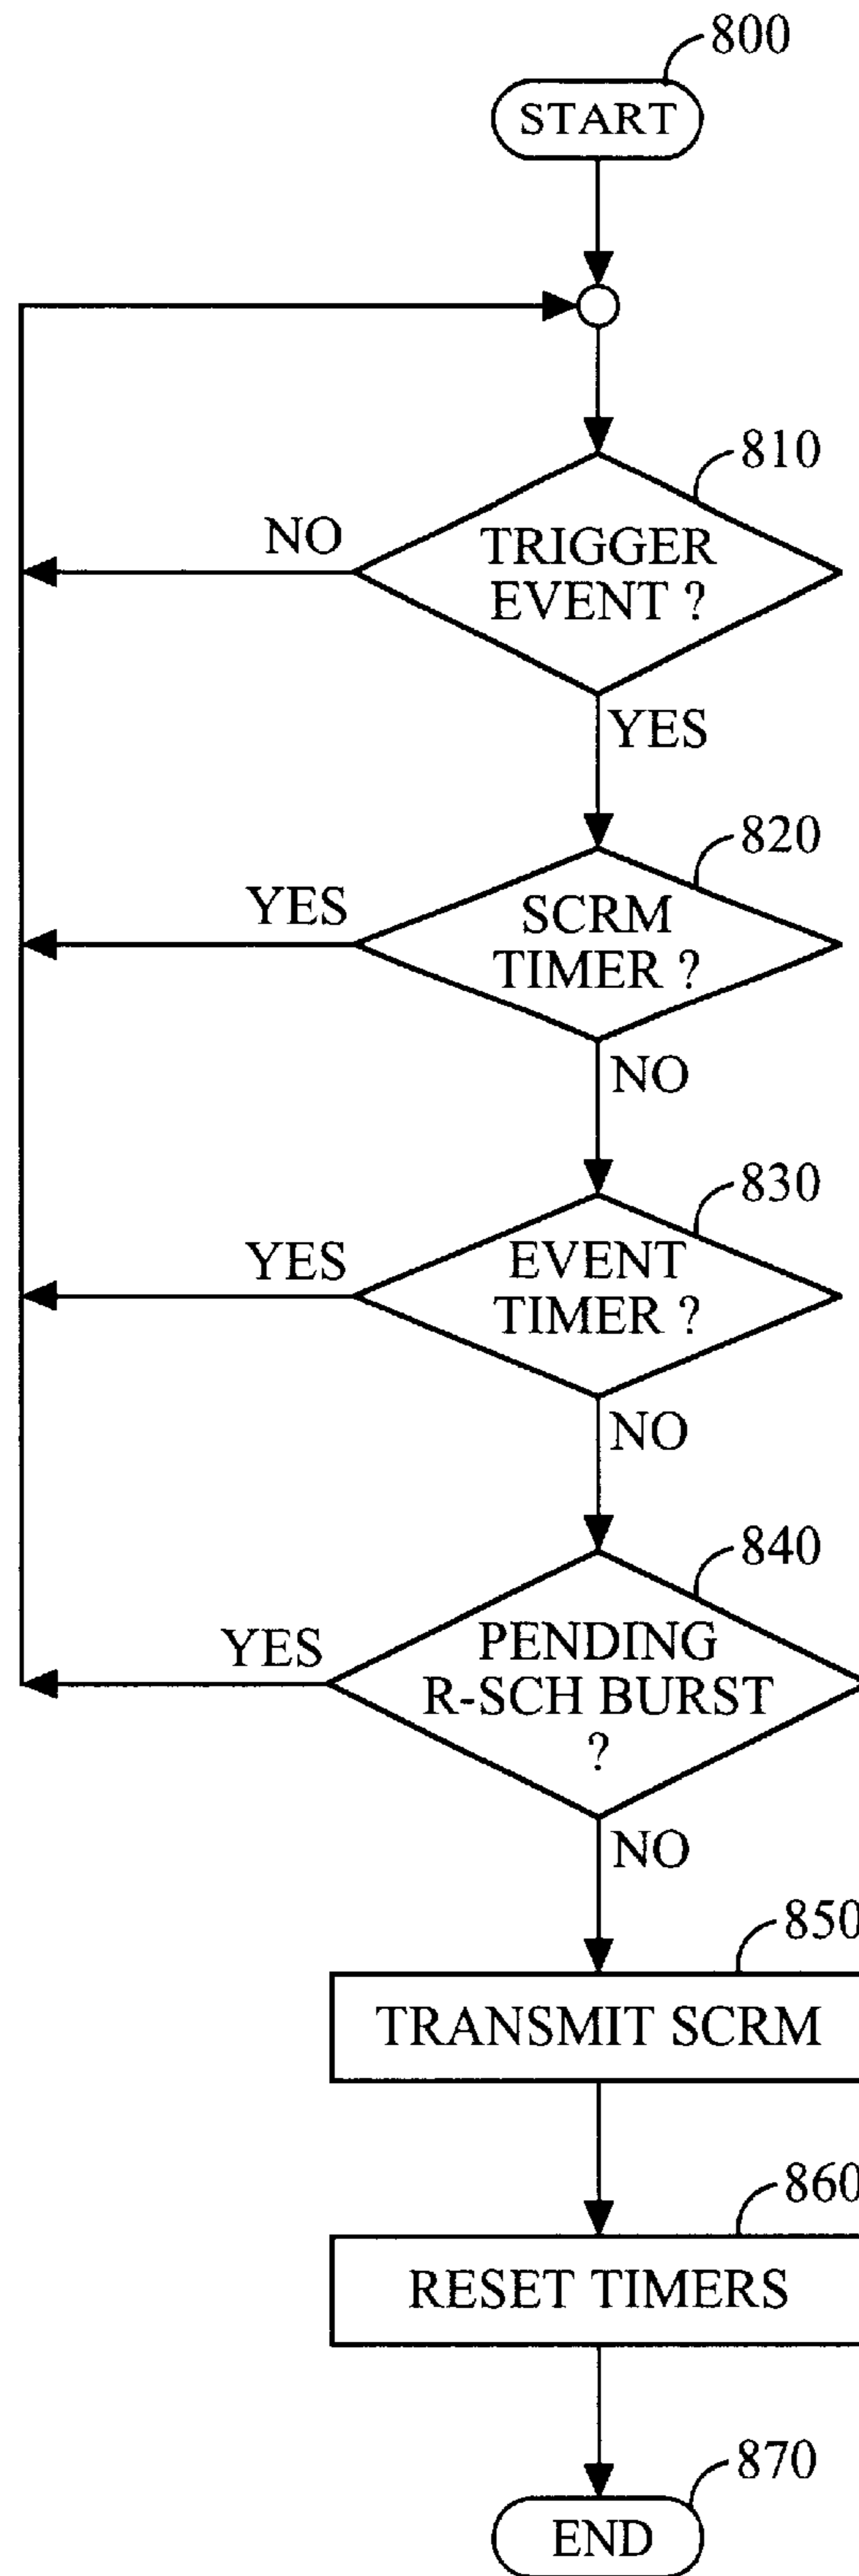 800
START
810
NO
TRIGGER
EVENT ?
YES
820
YES
SCRM
TIMER ?
NO
830
YES
EVENT
TIMER ?
NO
840
YES
PENDING
R-SCH BURST
?
NO
850
TRANSMIT SCRM
860
RESET TIMERS
870
END